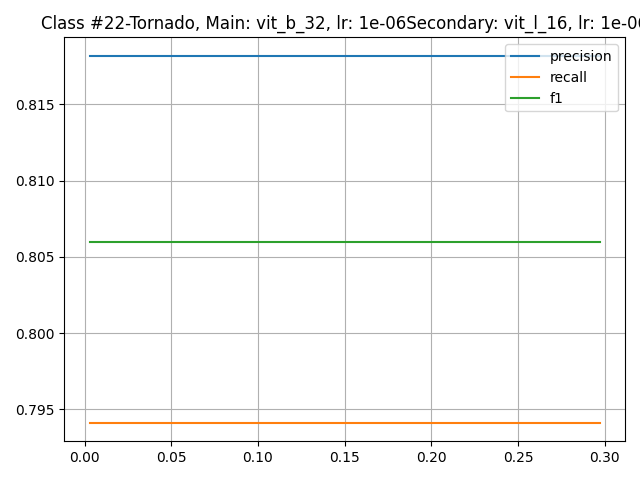 Class #22-Tornado, Main: vit_b_32, lr: 1e-06Secondary: vit_l_16, lr: 1e-06
precision
recall
f1
0.815
0.810
0.805
0.800
0.795
0.00 0.05 0.10 0.15 0.20 0.25 0.30